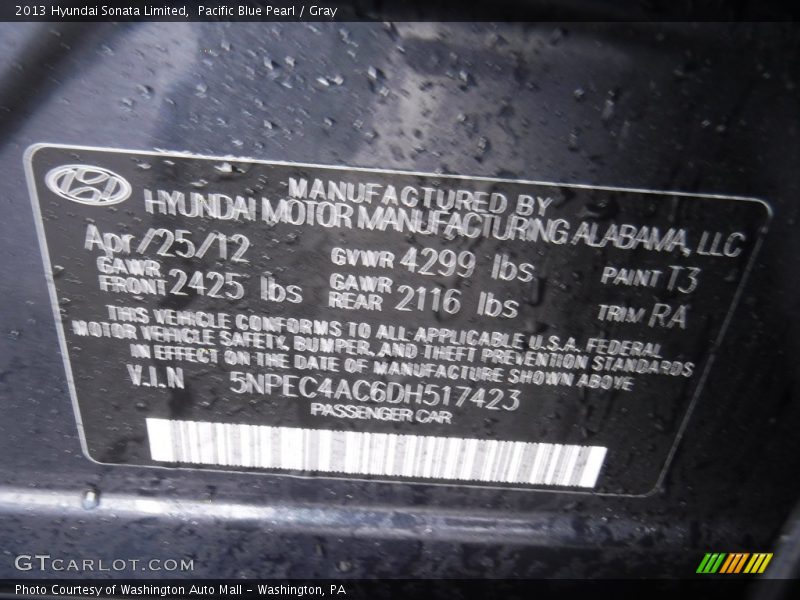 2013 Hyundai Sonata Limited, Pacific Blue Pearl / Gray
MANUFACTURED BY
HYUNDAI MOTOR MANUFACTURING ALABAMA, LLC
Apr/25/12 GVWR 4299 lbs PAINT T3
GAWR FRONT 2425 lbs GAWR REAR 2116 lbs TRIM RA
THIS VEHICLE CONFORMS TO ALL APPLICABLE U.S.A. FEDERAL
MOTOR VEHICLE SAFETY, BUMPER, AND THEFT PREVENTION STANDARDS
IN EFFECT ON THE DATE OF MANUFACTURE SHOWN ABOVE
V.I.N 5NPEC4AC6DH517423
PASSENGER CAR
GTCARLOT.COM
Photo Courtesy of Washington Auto Mall - Washington, PA